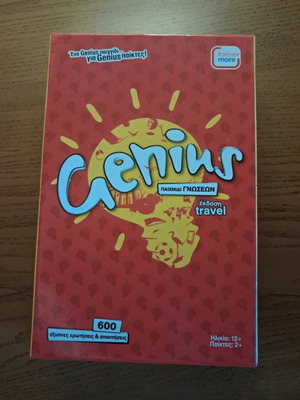 Ένα Genius παιχνίδι...
για Genius παίκτες!
forever
more
Genius
ΠΑΙΧΝΙΔΙ ΓΝΩΣΕΩΝ
έκδοση
travel
600
έξυπνες ερωτήσεις & απαντήσεις
Ηλικία: 12+
Παίκτες: 2+